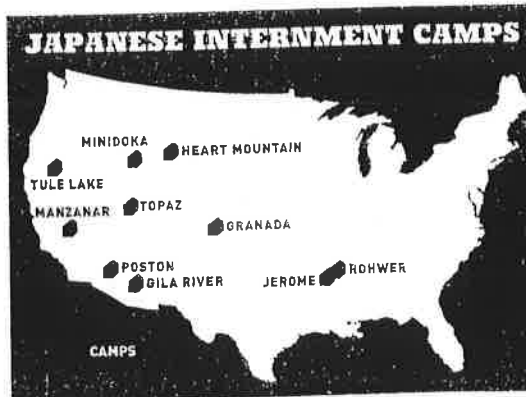 JAPANESE INTERNMENT CAMPS
MINIDOKA
HEART MOUNTAIN
TULE LAKE
TOPAZ
MANZANAR
GRANADA
POSTON
ROHWER
GILA RIVER
JEROME
CAMPS